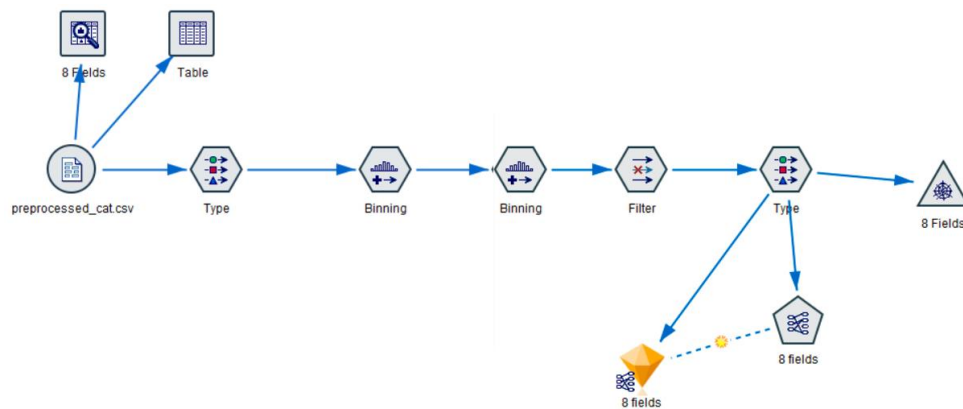 8 Fields
Table
preprocessed_cat.csv
Type
Binning
Binning
Filter
Type
8 Fields
8 fields
8 fields